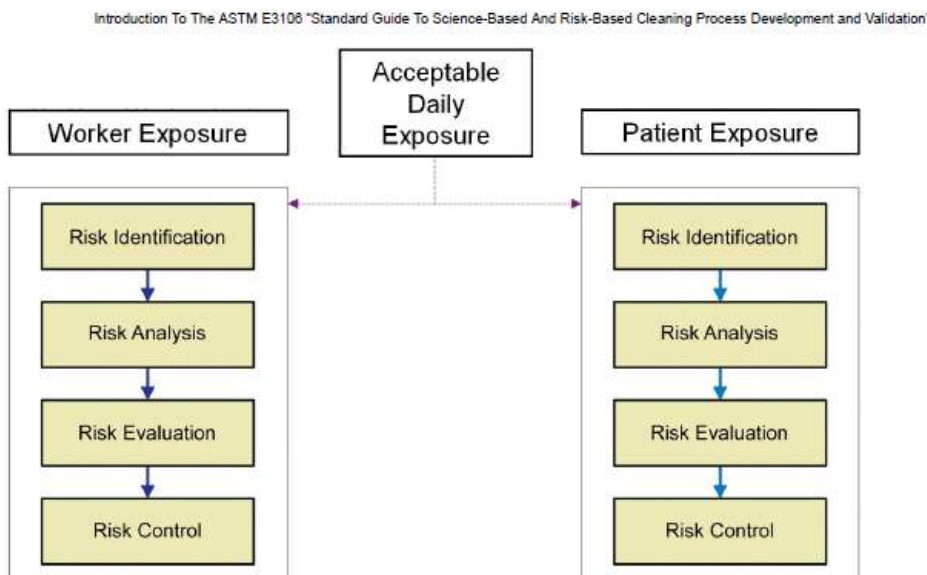 Introduction To The ASTM E3106 "Standard Guide To Science-Based And Risk-Based Cleaning Process Development and Validation"
Acceptable
Daily
Exposure
Worker Exposure
Patient Exposure
Risk Identification
Risk Analysis
Risk Evaluation
Risk Control
Risk Identification
Risk Analysis
Risk Evaluation
Risk Control